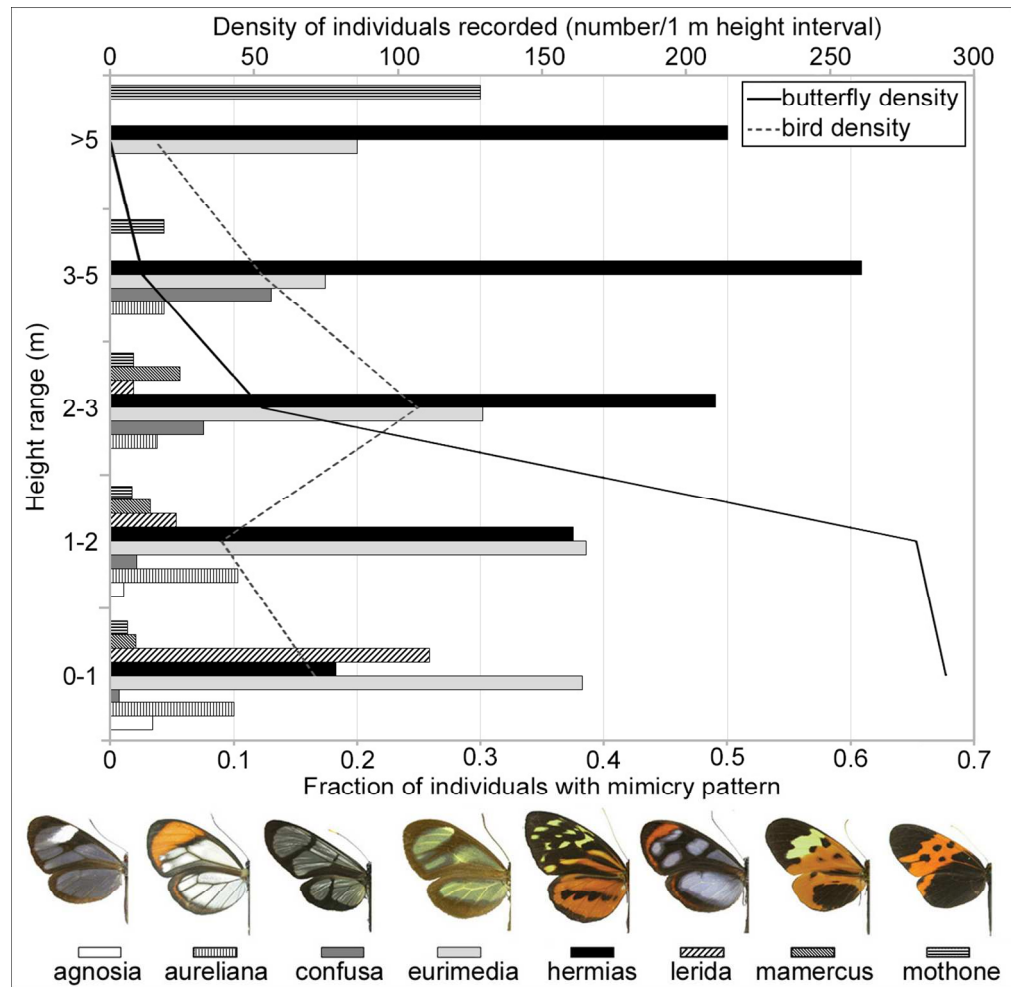 Density of individuals recorded (number/1 m height interval)
0 50 100 150 200 250 300
butterfly density
bird density
>5
3-5
2-3
1-2
0-1
Height range (m)
0 0.1 0.2 0.3 0.4 0.5 0.6 0.7
Fraction of individuals with mimicry pattern
agnosia aureliana confusa eurimedia hermias lerida mamercus mothone